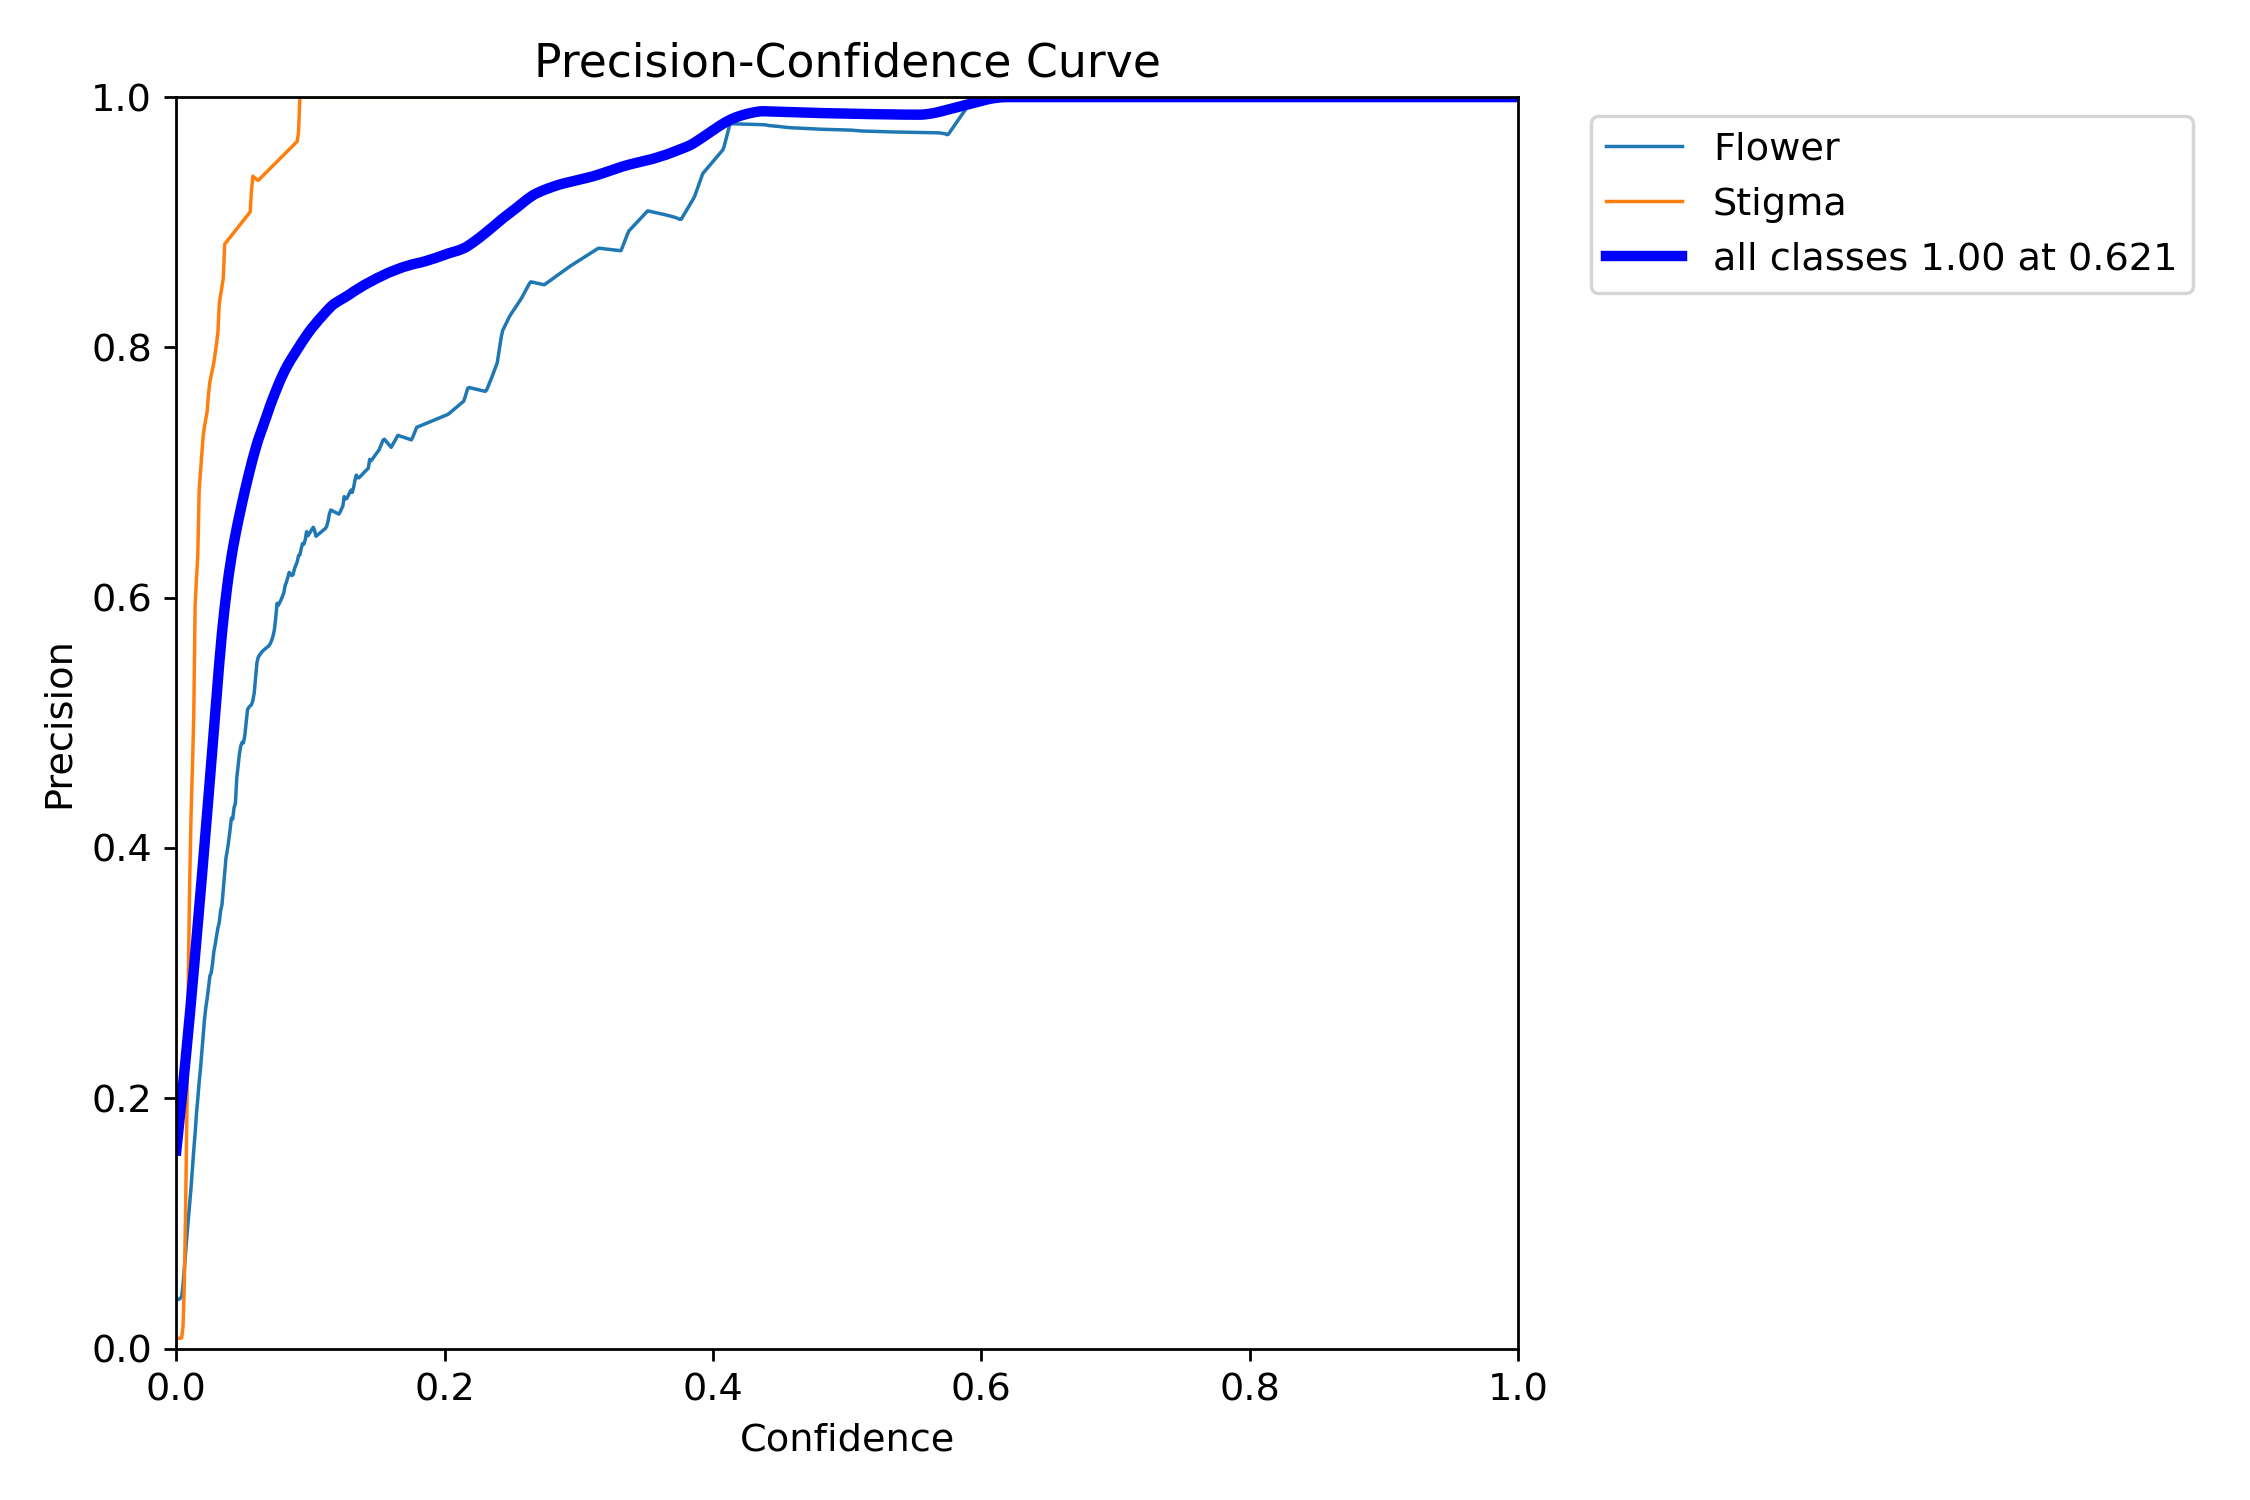 Precision-Confidence Curve
1.0
0.8
0.6
0.4
0.2
0.0
Precision
0.0 0.2 0.4 0.6 0.8 1.0
Confidence
Flower
Stigma
all classes 1.00 at 0.621